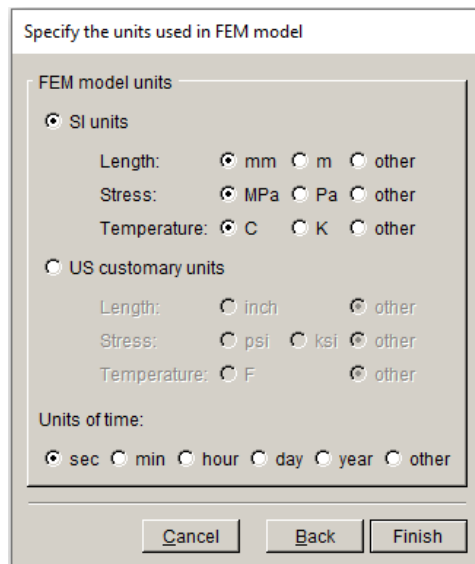 Specify the units used in FEM model
FEM model units
SI units
Length: mm m other
Stress: MPa Pa other
Temperature: C K other
US customary units
Length: inch other
Stress: psi ksi other
Temperature: F other
Units of time:
sec min hour day year other
Cancel Back Finish